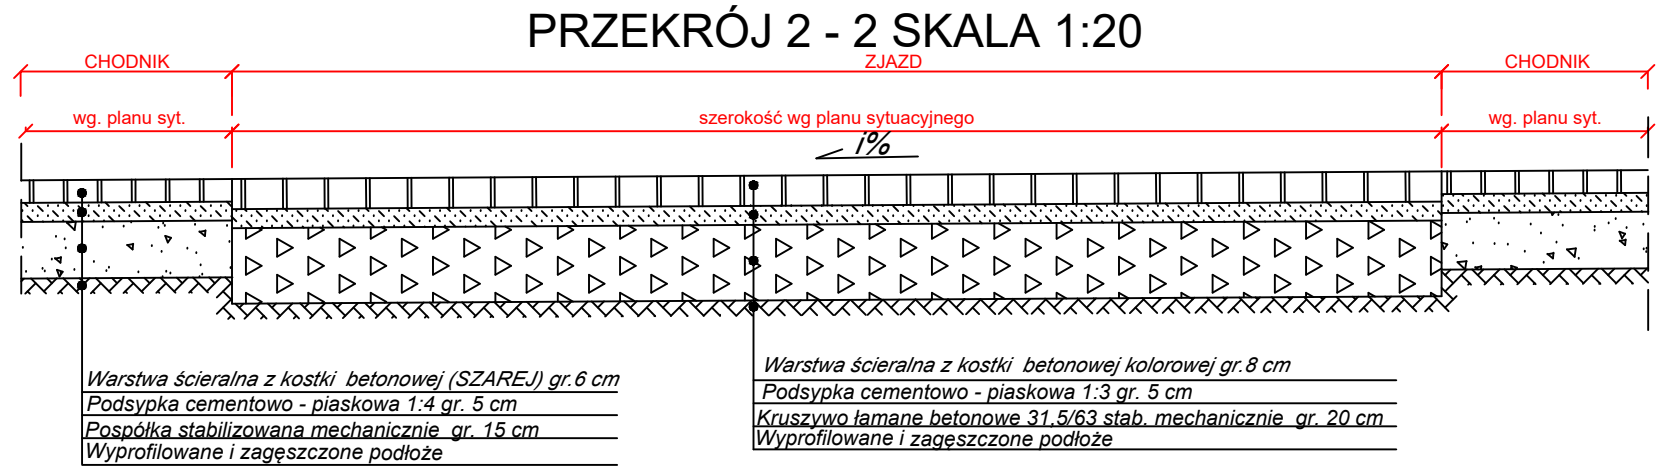 PRZEKRÓJ 2 - 2 SKALA 1:20
CHODNIK
ZJAZD
CHODNIK
wg. planu syt.
szerokość wg planu sytuacyjnego
wg. planu syt.
i%
Warstwa ścieralna z kostki betonowej (SZAREJ) gr.6 cm
Podsypka cementowo - piaskowa 1:4 gr. 5 cm
Pospółka stabilizowana mechanicznie gr. 15 cm
Wyprofilowane i zagęszczone podłoże
Warstwa ścieralna z kostki betonowej kolorowej gr.8 cm
Podsypka cementowo - piaskowa 1:3 gr. 5 cm
Kruszywo łamane betonowe 31,5/63 stab. mechanicznie gr. 20 cm
Wyprofilowane i zagęszczone podłoże